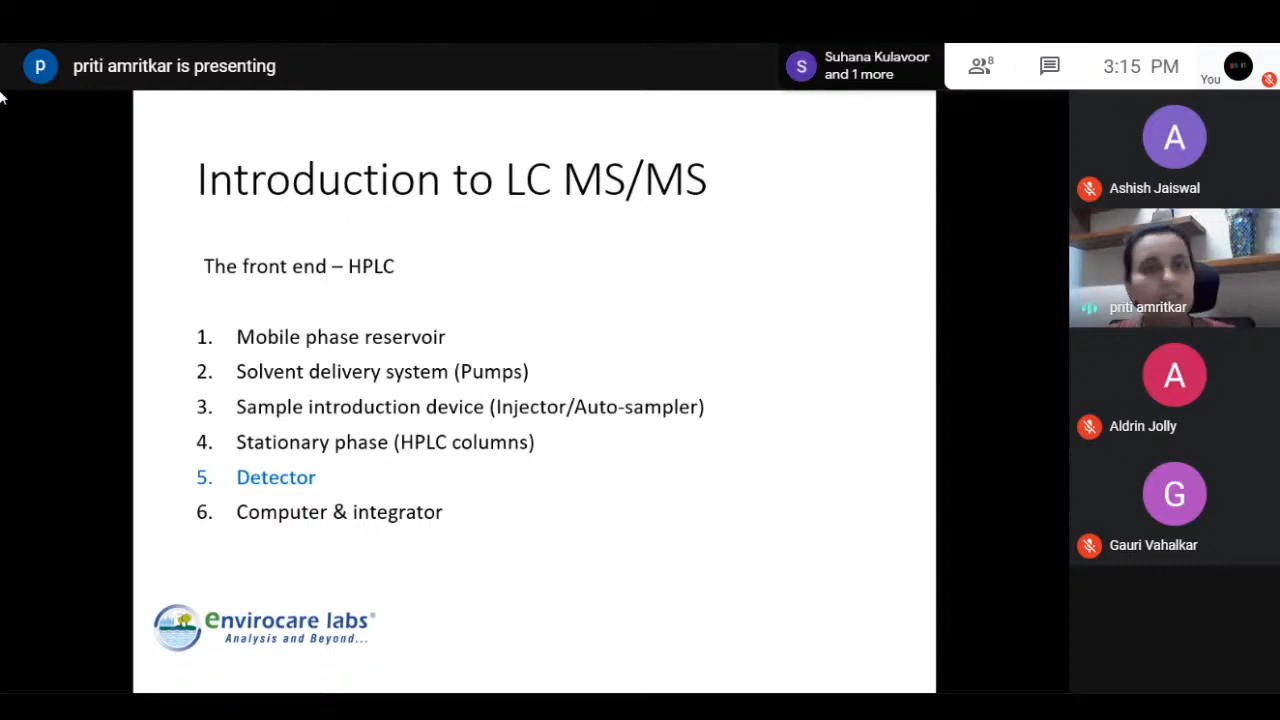 p
priti amritkar is presenting
S
Suhana Kulavoor
and 1 more
8
3:15 PM
You
A
Ashish Jaiswal
priti amritkar
A
Aldrin Jolly
G
Gauri Vahalkar
Introduction to LC MS/MS
The front end – HPLC
1. Mobile phase reservoir
2. Solvent delivery system (Pumps)
3. Sample introduction device (Injector/Auto-sampler)
4. Stationary phase (HPLC columns)
5. Detector
6. Computer & integrator
envirocare labs®
Analysis and Beyond...